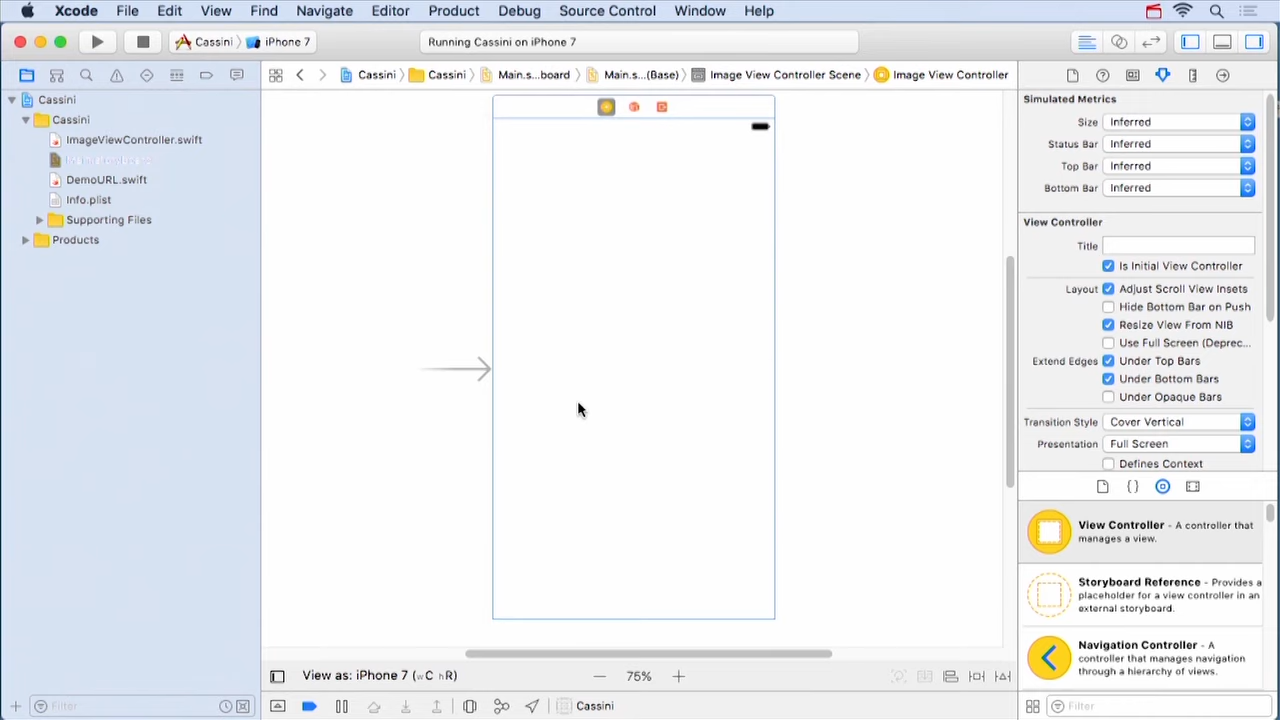 Xcode File Edit View Find Navigate Editor Product Debug Source Control Window Help
Cassini iPhone 7
Running Cassini on iPhone 7
Cassini Cassini Main.s...board Main.s...(Base) Image View Controller Scene Image View Controller
Cassini
Cassini
ImageViewController.swift
DemoURL.swift
Info.plist
Supporting Files
Products
Filter
View as: iPhone 7 (wC hR)
75%
Cassini
Simulated Metrics
Size Inferred
Status Bar Inferred
Top Bar Inferred
Bottom Bar Inferred
View Controller
Title
Is Initial View Controller
Layout Adjust Scroll View Insets
Hide Bottom Bar on Push
Resize View From NIB
Use Full Screen (Deprec...
Extend Edges Under Top Bars
Under Bottom Bars
Under Opaque Bars
Transition Style Cover Vertical
Presentation Full Screen
Defines Context
View Controller - A controller that
manages a view.
Storyboard Reference - Provides a
placeholder for a view controller in an
external storyboard.
Navigation Controller - A
controller that manages navigation
through a hierarchy of views.
Filter